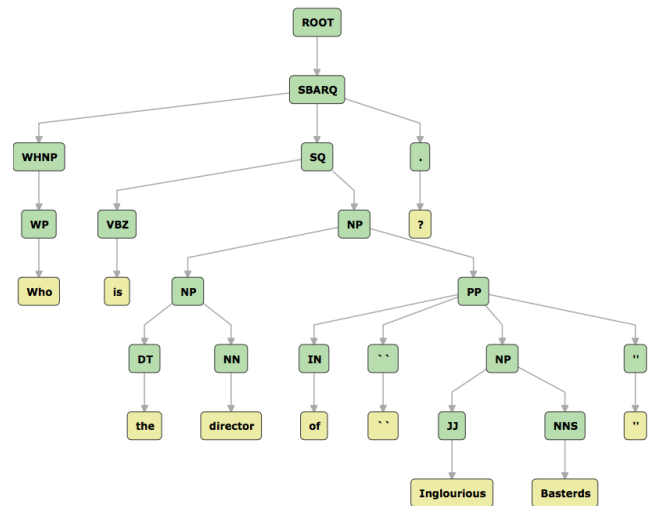 ROOT
SBARQ
WHNP SQ .
WP VBZ NP ?
Who is NP PP
DT NN IN `` NP ''
the director of `` JJ NNS ''
Inglourious Basterds